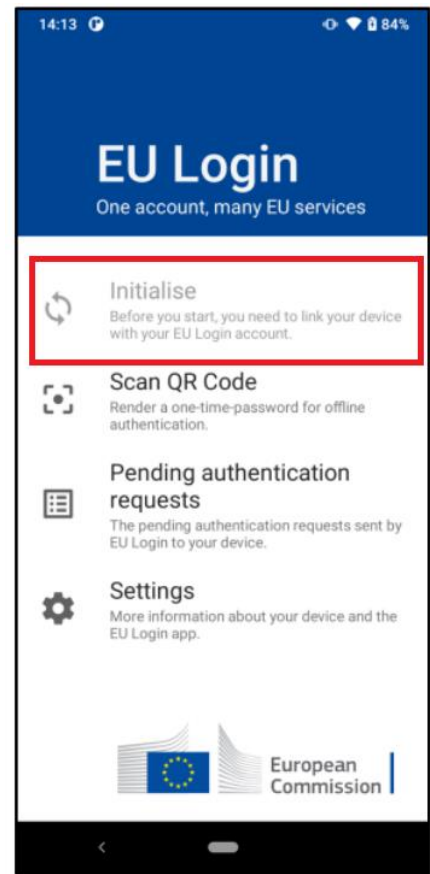 14:13 84%
EU Login
One account, many EU services
Initialise
Before you start, you need to link your device
with your EU Login account.
Scan QR Code
Render a one-time-password for offline
authentication.
Pending authentication
requests
The pending authentication requests sent by
EU Login to your device.
Settings
More information about your device and the
EU Login app.
European
Commission